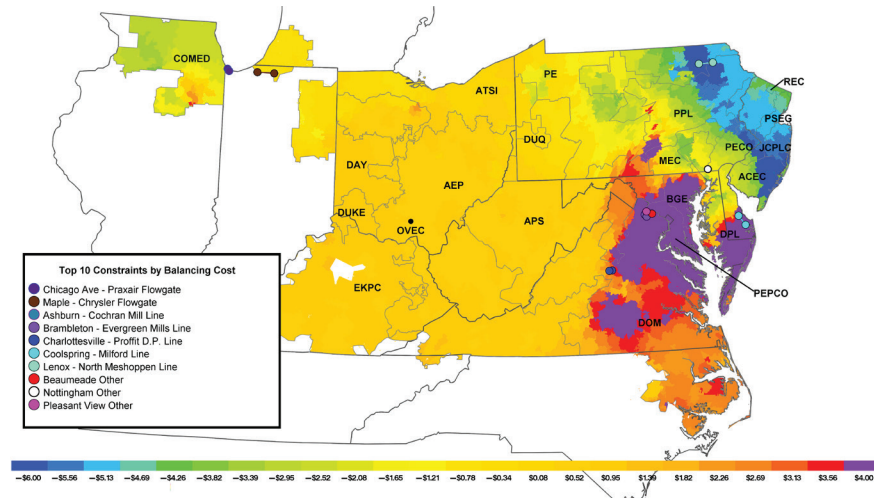 COMED
ATSI
PE
REC
PPL
PSEG
DUQ
PECO
JCPLC
MEC
DAY
ACEC
AEP
BGE
DUKE
APS
DPL
OVEC
PEPCO
EKPC
DOM
Top 10 Constraints by Balancing Cost
Chicago Ave - Praxair Flowgate
Maple - Chrysler Flowgate
Ashburn - Cochran Mill Line
Brambleton - Evergreen Mills Line
Charlottesville - Proffit D.P. Line
Coolspring - Milford Line
Lenox - North Meshoppen Line
Beaumeade Other
Nottingham Other
Pleasant View Other
−$6.00 −$5.56 −$5.13 −$4.69 −$4.26 −$3.82 −$3.39 −$2.95 −$2.52 −$2.08 −$1.65 −$1.21 −$0.78 −$0.34 $0.08 $0.52 $0.95 $1.39 $1.82 $2.26 $2.69 $3.13 $3.56 $4.00